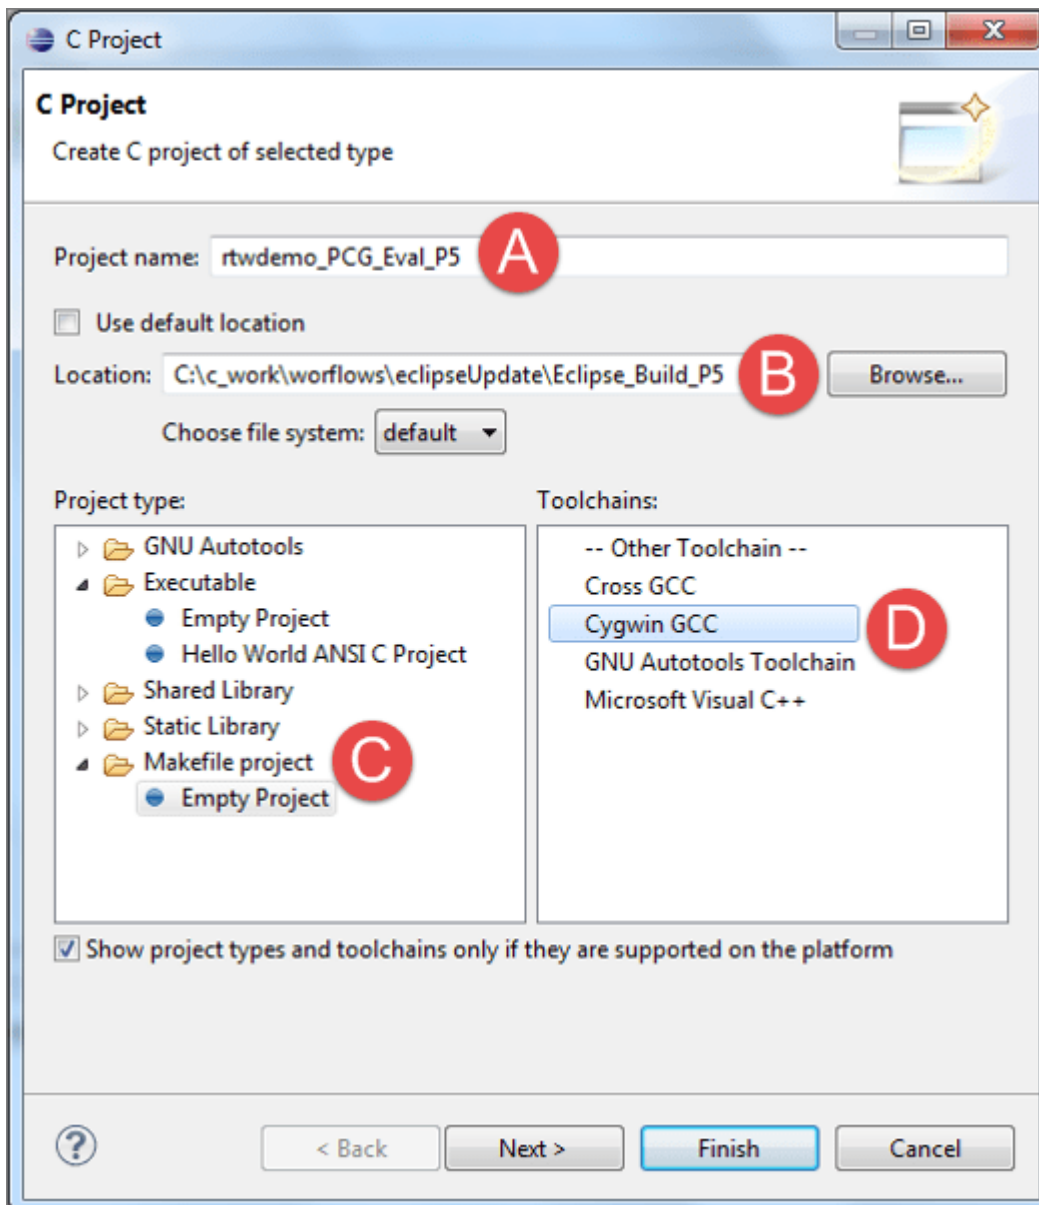 C Project
C Project
Create C project of selected type
Project name: rtwdemo_PCG_Eval_P5 A
Use default location
Location: C:\c_work\worflows\eclipseUpdate\Eclipse_Build_P5 B Browse...
Choose file system: default
Project type:
GNU Autotools
Executable
Empty Project
Hello World ANSI C Project
Shared Library
Static Library
Makefile project C
Empty Project
Toolchains:
-- Other Toolchain --
Cross GCC
Cygwin GCC D
GNU Autotools Toolchain
Microsoft Visual C++
Show project types and toolchains only if they are supported on the platform
? < Back Next > Finish Cancel